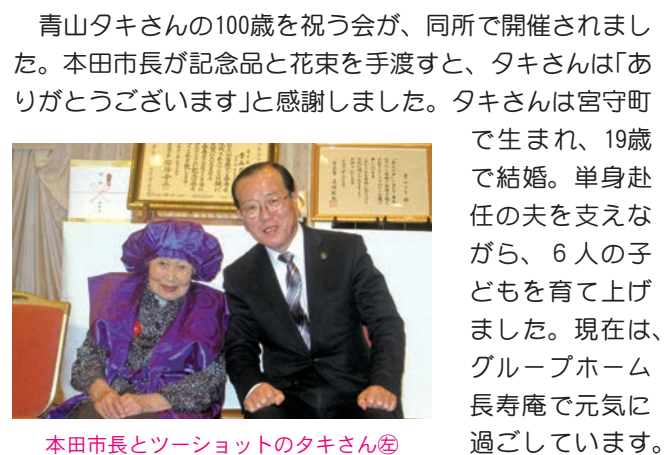 青山タキさんの100歳を祝う会が、同所で開催されまし
た。本田市長が記念品と花束を手渡すと、タキさんは「あ
りがとうございます」と感謝しました。タキさんは宮守町
で生まれ、19歳
で結婚。単身赴
任の夫を支えな
がら、6人の子
どもを育て上げ
ました。現在は、
グループホーム
長寿庵で元気に
過ごしています。
本田市長とツーショットのタキさん㊧